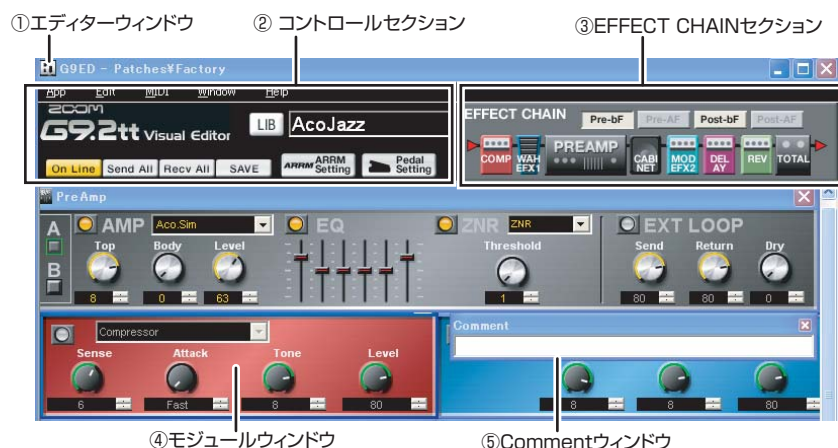 ①エディターウィンドウ
② コントロールセクション
③EFFECT CHAINセクション
G9ED - Patches¥Factory
App Edit MIDI Window Help
ZOOM
G9.2tt Visual Editor
LIB AcoJazz
On Line Send All Recv All SAVE ARRM ARRM Setting Pedal Setting
EFFECT CHAIN Pre-bF Pre-AF Post-bF Post-AF
COMP WAH EFX1 PREAMP CABI NET MOD EFX2 DEL AY REV TOTAL
PreAmp
A AMP Aco.Sim EQ ZNR ZNR EXT LOOP
B
Top Body Level Threshold Send Return Dry
8 0 63 1 80 80 0
Compressor
Comment
Sense Attack Tone Level
6 Fast 8 80 8 8 80
④モジュールウィンドウ
⑤Commentウィンドウ